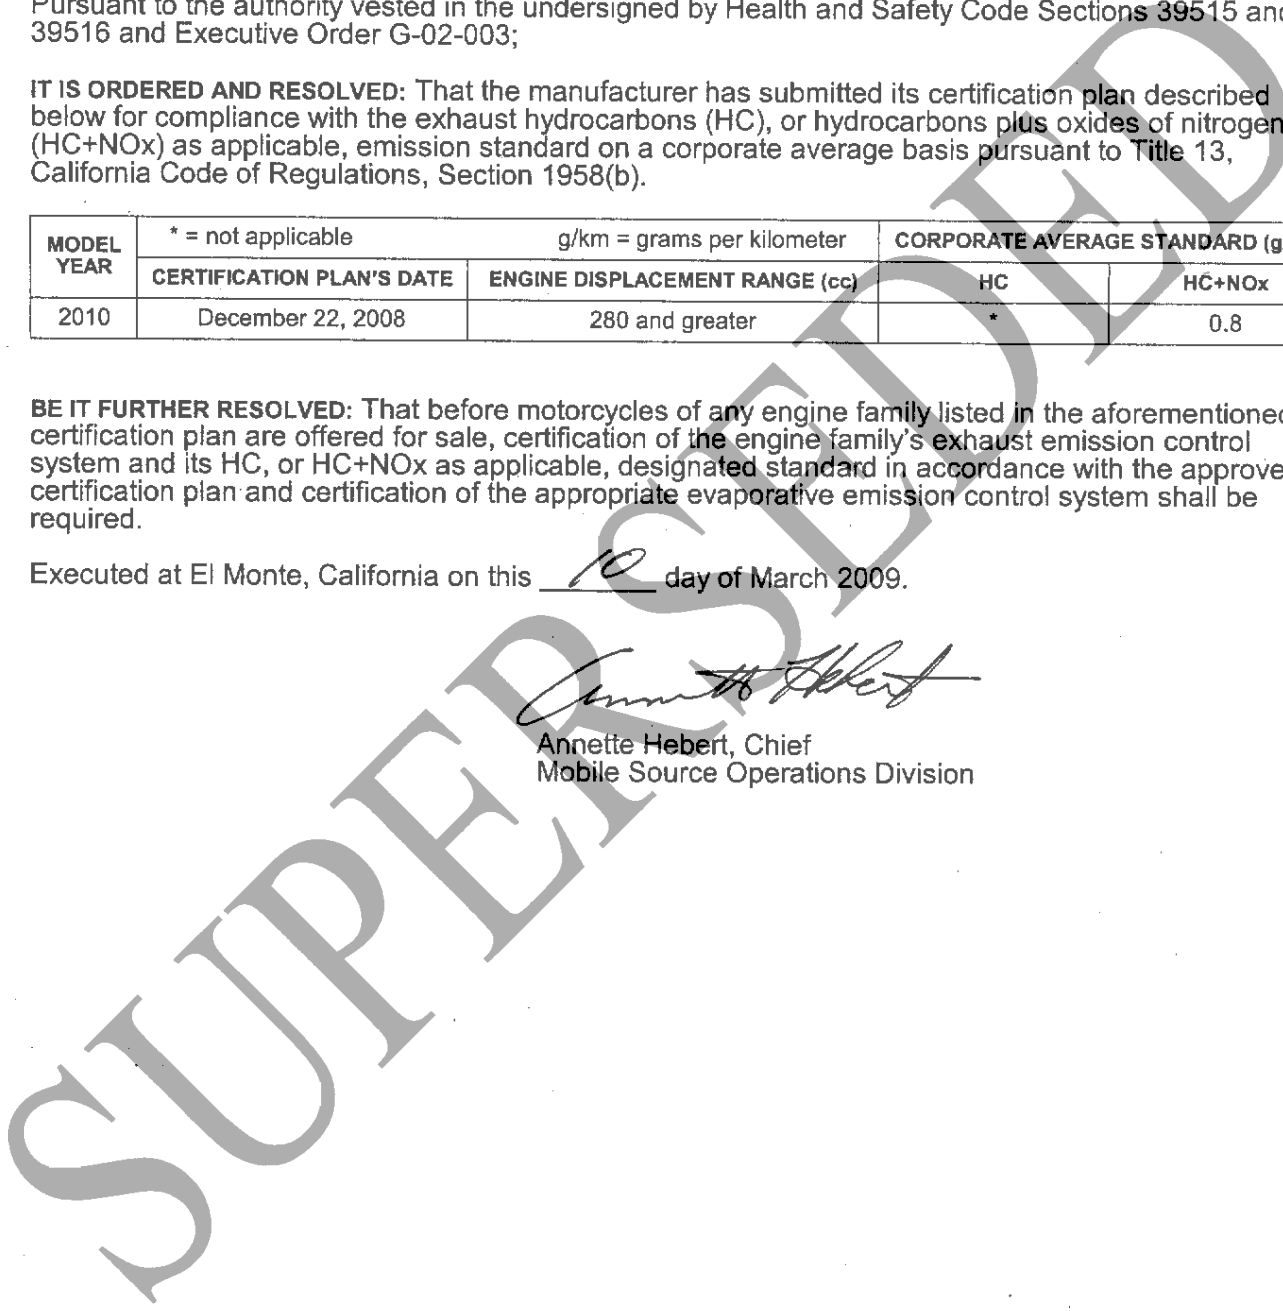 Pursuant to the authority vested in the undersigned by Health and Safety Code Sections 39515 and
39516 and Executive Order G-02-003;
IT IS ORDERED AND RESOLVED: That the manufacturer has submitted its certification plan described
below for compliance with the exhaust hydrocarbons (HC), or hydrocarbons plus oxides of nitrogen
(HC+NOx) as applicable, emission standard on a corporate average basis pursuant to Title 13,
California Code of Regulations, Section 1958(b).
MODEL YEAR * = not applicable g/km = grams per kilometer CORPORATE AVERAGE STANDARD (g
CERTIFICATION PLAN'S DATE ENGINE DISPLACEMENT RANGE (cc) HC HC+NOx
2010 December 22, 2008 280 and greater * 0.8
BE IT FURTHER RESOLVED: That before motorcycles of any engine family listed in the aforementioned
certification plan are offered for sale, certification of the engine family's exhaust emission control
system and its HC, or HC+NOx as applicable, designated standard in accordance with the approve
certification plan and certification of the appropriate evaporative emission control system shall be
required.
Executed at El Monte, California on this 10 day of March 2009.
Annette Hebert
Annette Hebert, Chief
Mobile Source Operations Division
SUPERSEDED